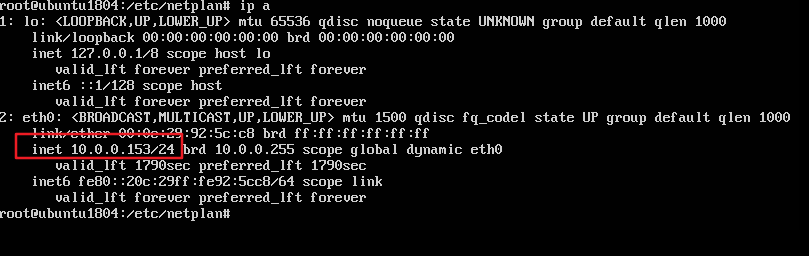 root@ubuntu1804:/etc/netplan# ip a
1: lo: <LOOPBACK,UP,LOWER_UP> mtu 65536 qdisc noqueue state UNKNOWN group default qlen 1000
link/loopback 00:00:00:00:00:00 brd 00:00:00:00:00:00
inet 127.0.0.1/8 scope host lo
valid_lft forever preferred_lft forever
inet6 ::1/128 scope host
valid_lft forever preferred_lft forever
2: eth0: <BROADCAST,MULTICAST,UP,LOWER_UP> mtu 1500 qdisc fq_codel state UP group default qlen 1000
link/ether 00:0c:29:92:5c:c8 brd ff:ff:ff:ff:ff:ff
inet 10.0.0.153/24 brd 10.0.0.255 scope global dynamic eth0
valid_lft 1790sec preferred_lft 1790sec
inet6 fe80::20c:29ff:fe92:5cc8/64 scope link
valid_lft forever preferred_lft forever
root@ubuntu1804:/etc/netplan#